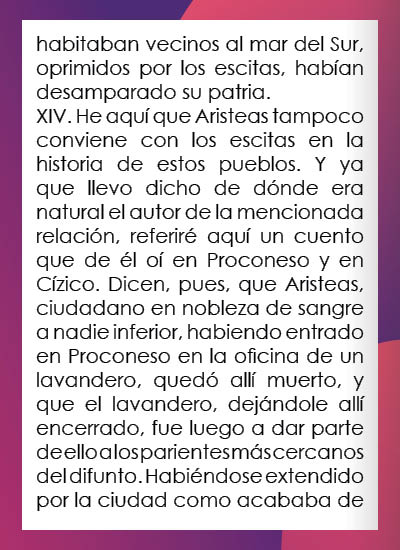 habitaban vecinos al mar del Sur,
oprimidos por los escitas, habían
desamparado su patria.
XIV. He aquí que Aristeas tampoco
conviene con los escitas en la
historia de estos pueblos. Y ya
que llevo dicho de dónde era
natural el autor de la mencionada
relación, referiré aquí un cuento
que de él oí en Proconeso y en
Cízico. Dicen, pues, que Aristeas,
ciudadano en nobleza de sangre
a nadie inferior, habiendo entrado
en Proconeso en la oficina de un
lavandero, quedó allí muerto, y
que el lavandero, dejándole allí
encerrado, fue luego a dar parte
de ello a los parientes más cercanos
del difunto. Habiéndose extendido
por la ciudad como acababa de